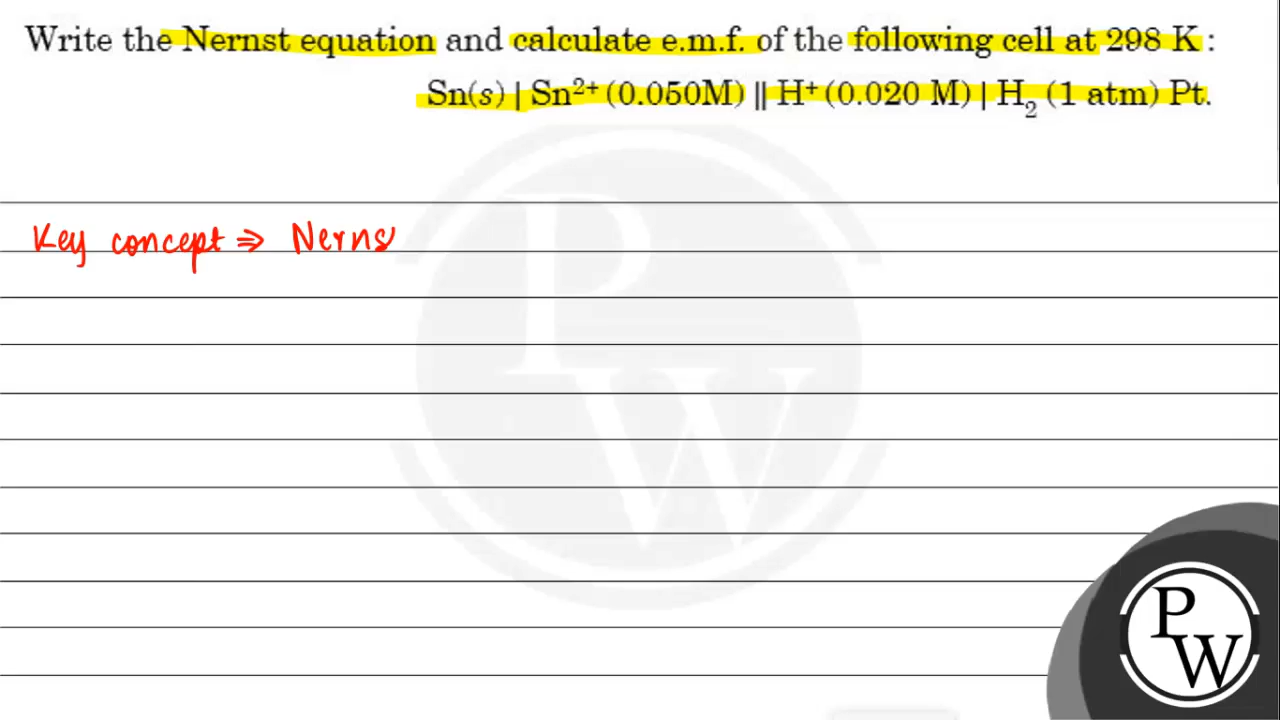 Write the Nernst equation and calculate e.m.f. of the following cell at 298 K :
Sn(s) | Sn²⁺ (0.050M) || H⁺ (0.020 M) | H₂ (1 atm) Pt.
Key concept ⇒ Nerns
P
W
P
W